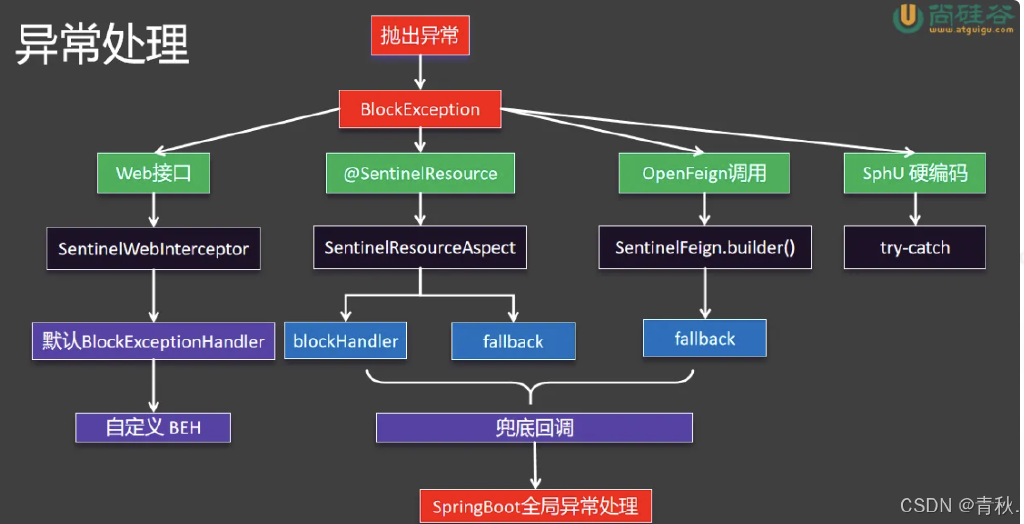 异常处理
尚硅谷
www.atguigu.com
抛出异常
BlockException
Web接口
@SentinelResource
OpenFeign调用
SphU 硬编码
SentinelWebInterceptor
SentinelResourceAspect
SentinelFeign.builder()
try-catch
默认BlockExceptionHandler
blockHandler
fallback
fallback
自定义 BEH
兜底回调
SpringBoot全局异常处理
CSDN @青秋.